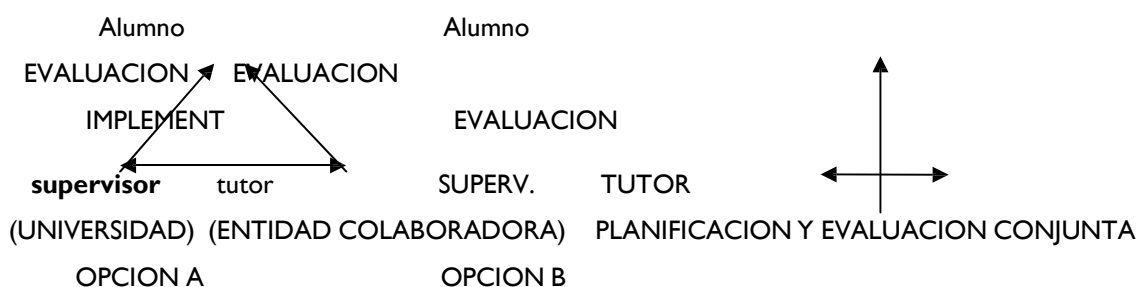 Alumno Alumno
EVALUACION EVALUACION
IMPLEMENT EVALUACION
supervisor tutor SUPERV. TUTOR
(UNIVERSIDAD) (ENTIDAD COLABORADORA) PLANIFICACION Y EVALUACION CONJUNTA
OPCION A OPCION B